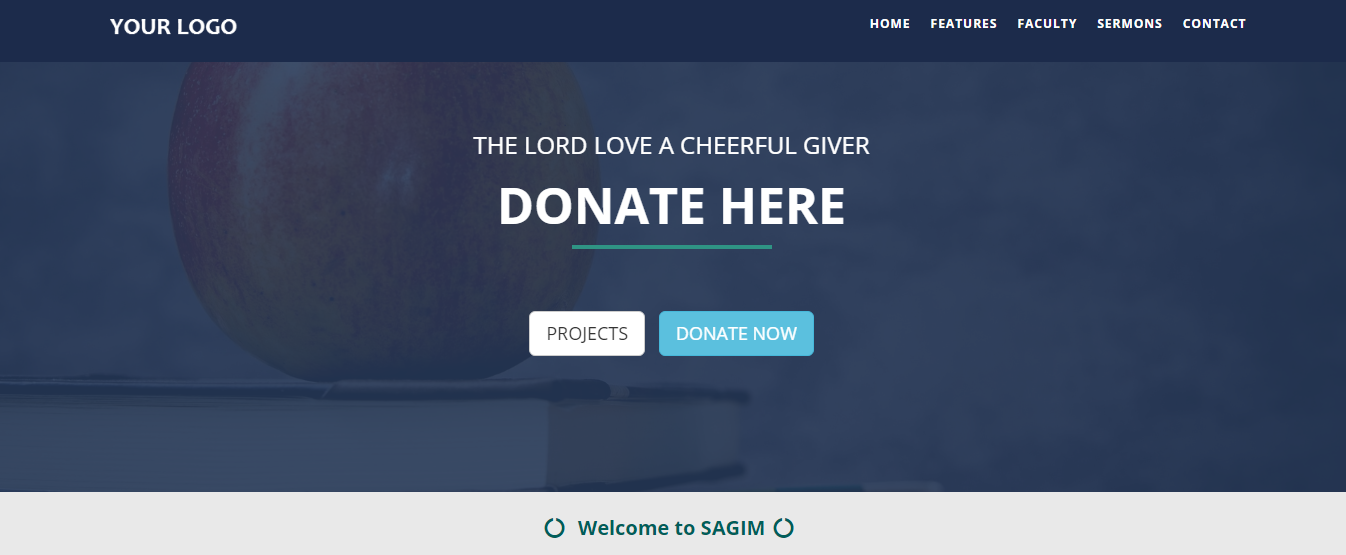 YOUR LOGO
HOME FEATURES FACULTY SERMONS CONTACT
THE LORD LOVE A CHEERFUL GIVER
DONATE HERE
PROJECTS DONATE NOW
Welcome to SAGIM